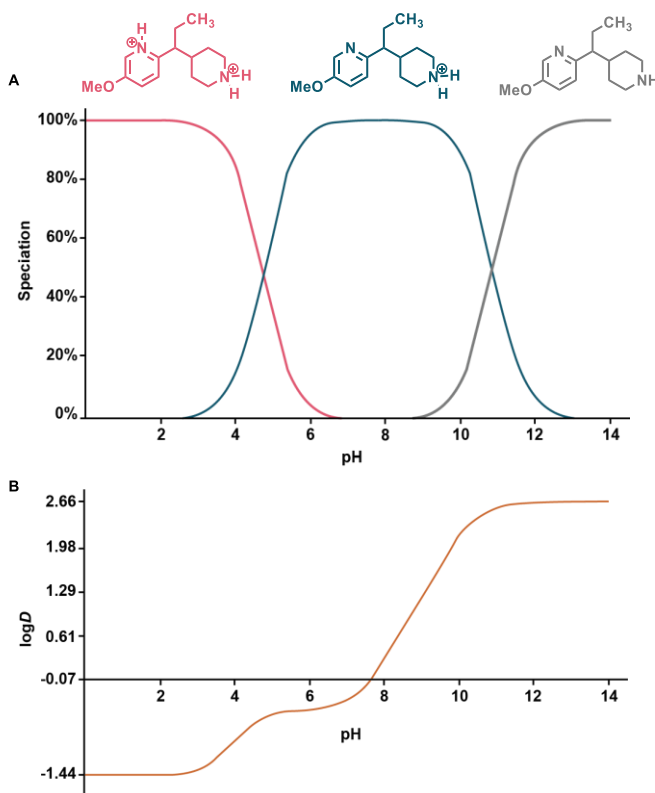 CH3
CH3
CH3
H
N
N
N
MeO
N
H
H
MeO
N
H
H
MeO
NH
A
100%
80%
60%
40%
20%
0%
Speciation
2 4 6 8 10 12 14
pH
B
2.66
1.98
1.29
0.61
-0.07
-1.44
logD
2 4 6 8 10 12 14
pH